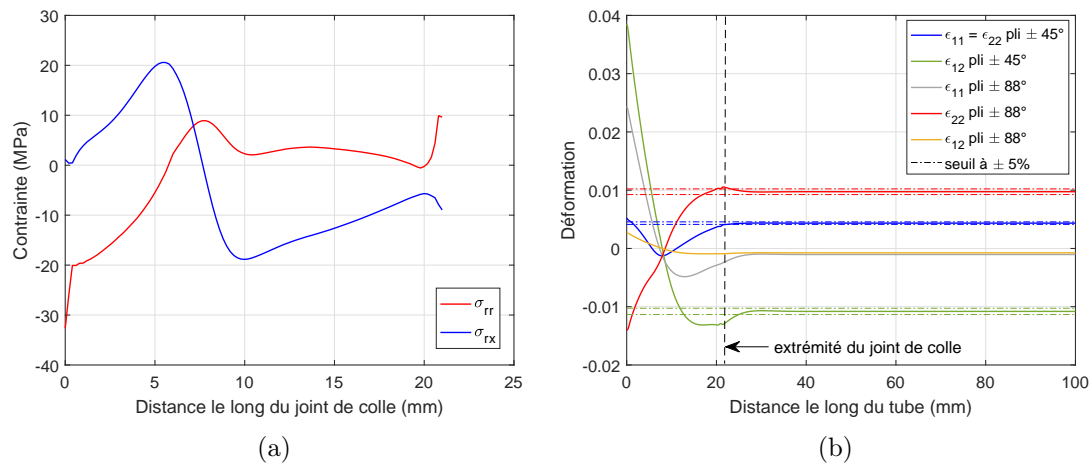 30
20
10
0
-10
-20
-30
-40
Contrainte (MPa)
σrr
σrx
0 5 10 15 20 25
Distance le long du joint de colle (mm)
(a)
0.04
0.03
0.02
0.01
0
-0.01
-0.02
Déformation
ϵ11 = ϵ22 pli ± 45°
ϵ12 pli ± 45°
ϵ11 pli ± 88°
ϵ22 pli ± 88°
ϵ12 pli ± 88°
seuil à ± 5%
extrémité du joint de colle
0 20 40 60 80 100
Distance le long du tube (mm)
(b)